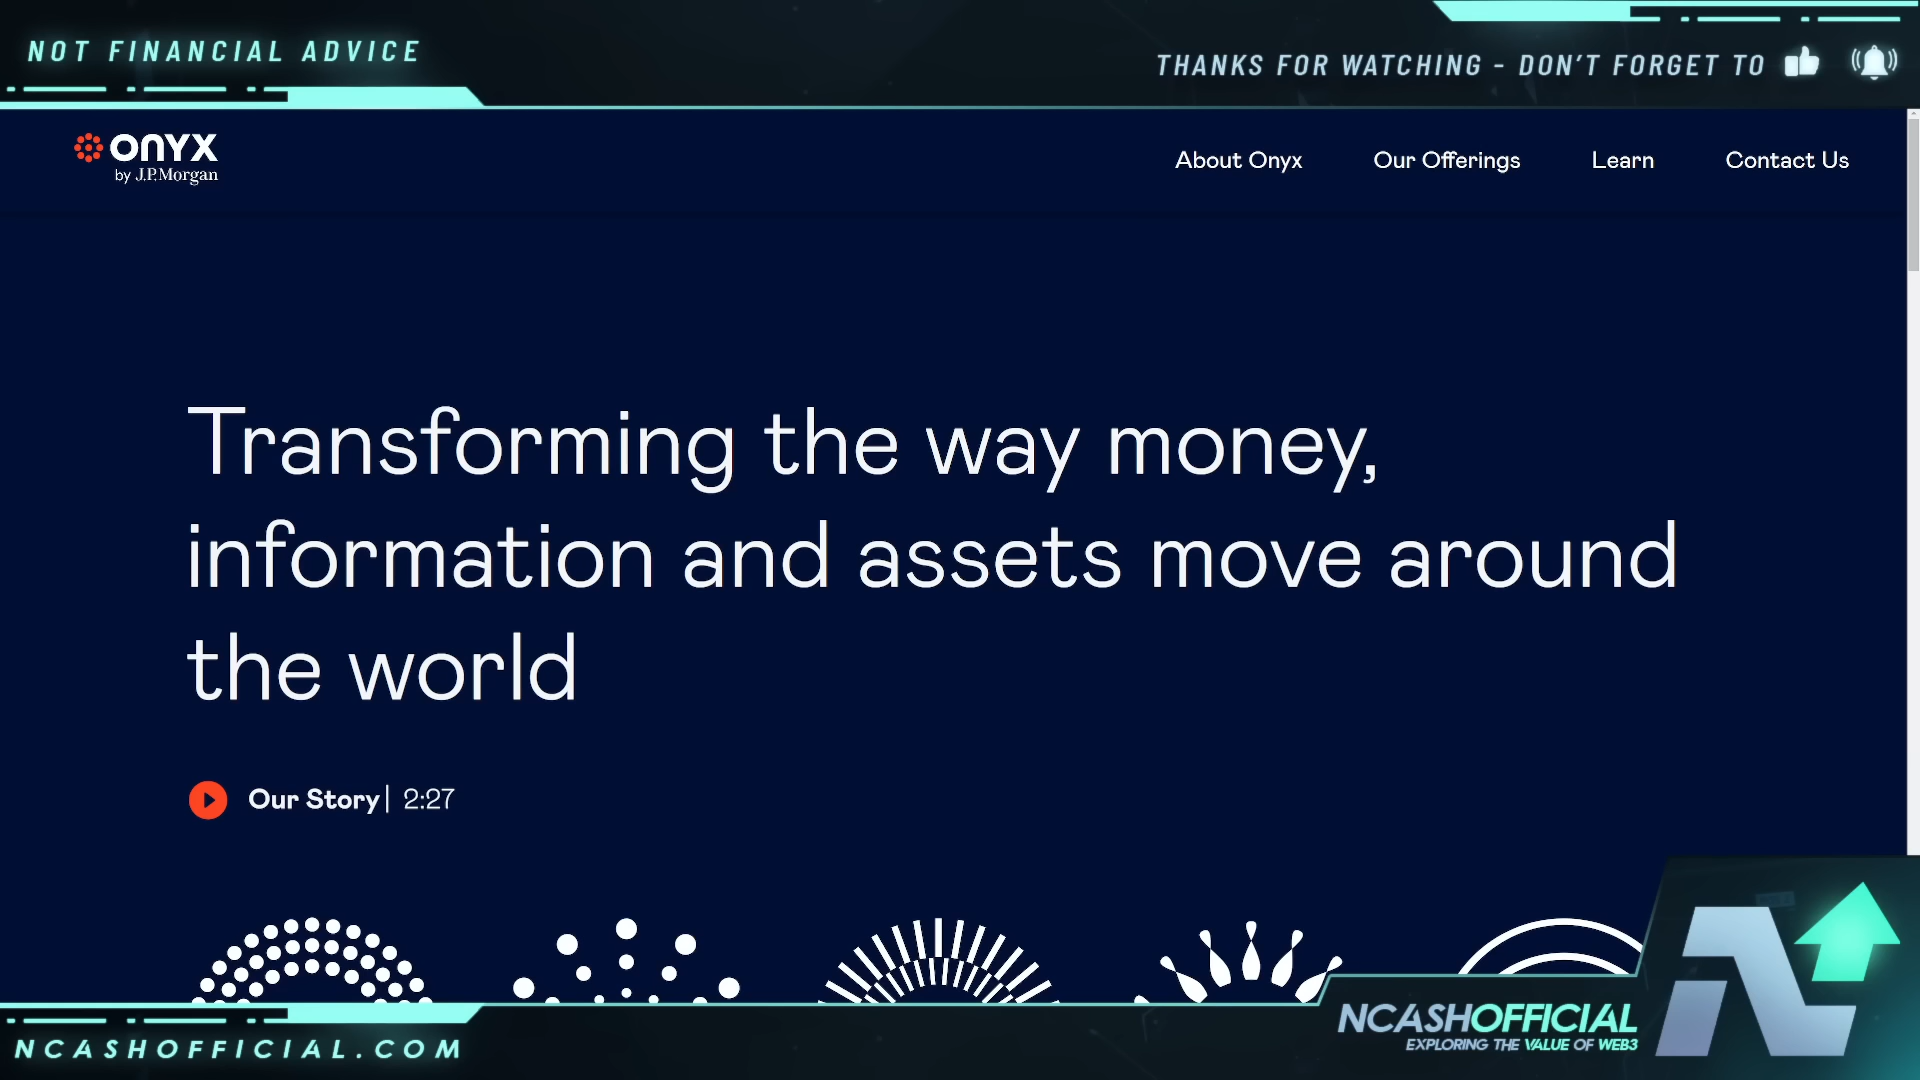 NOT FINANCIAL ADVICE
THANKS FOR WATCHING - DON'T FORGET TO
ONYX
by J.P.Morgan
About Onyx
Our Offerings
Learn
Contact Us
Transforming the way money,
information and assets move around
the world
Our Story | 2:27
NCASHOFFICIAL.COM
NCASHOFFICIAL
EXPLORING THE VALUE OF WEB3